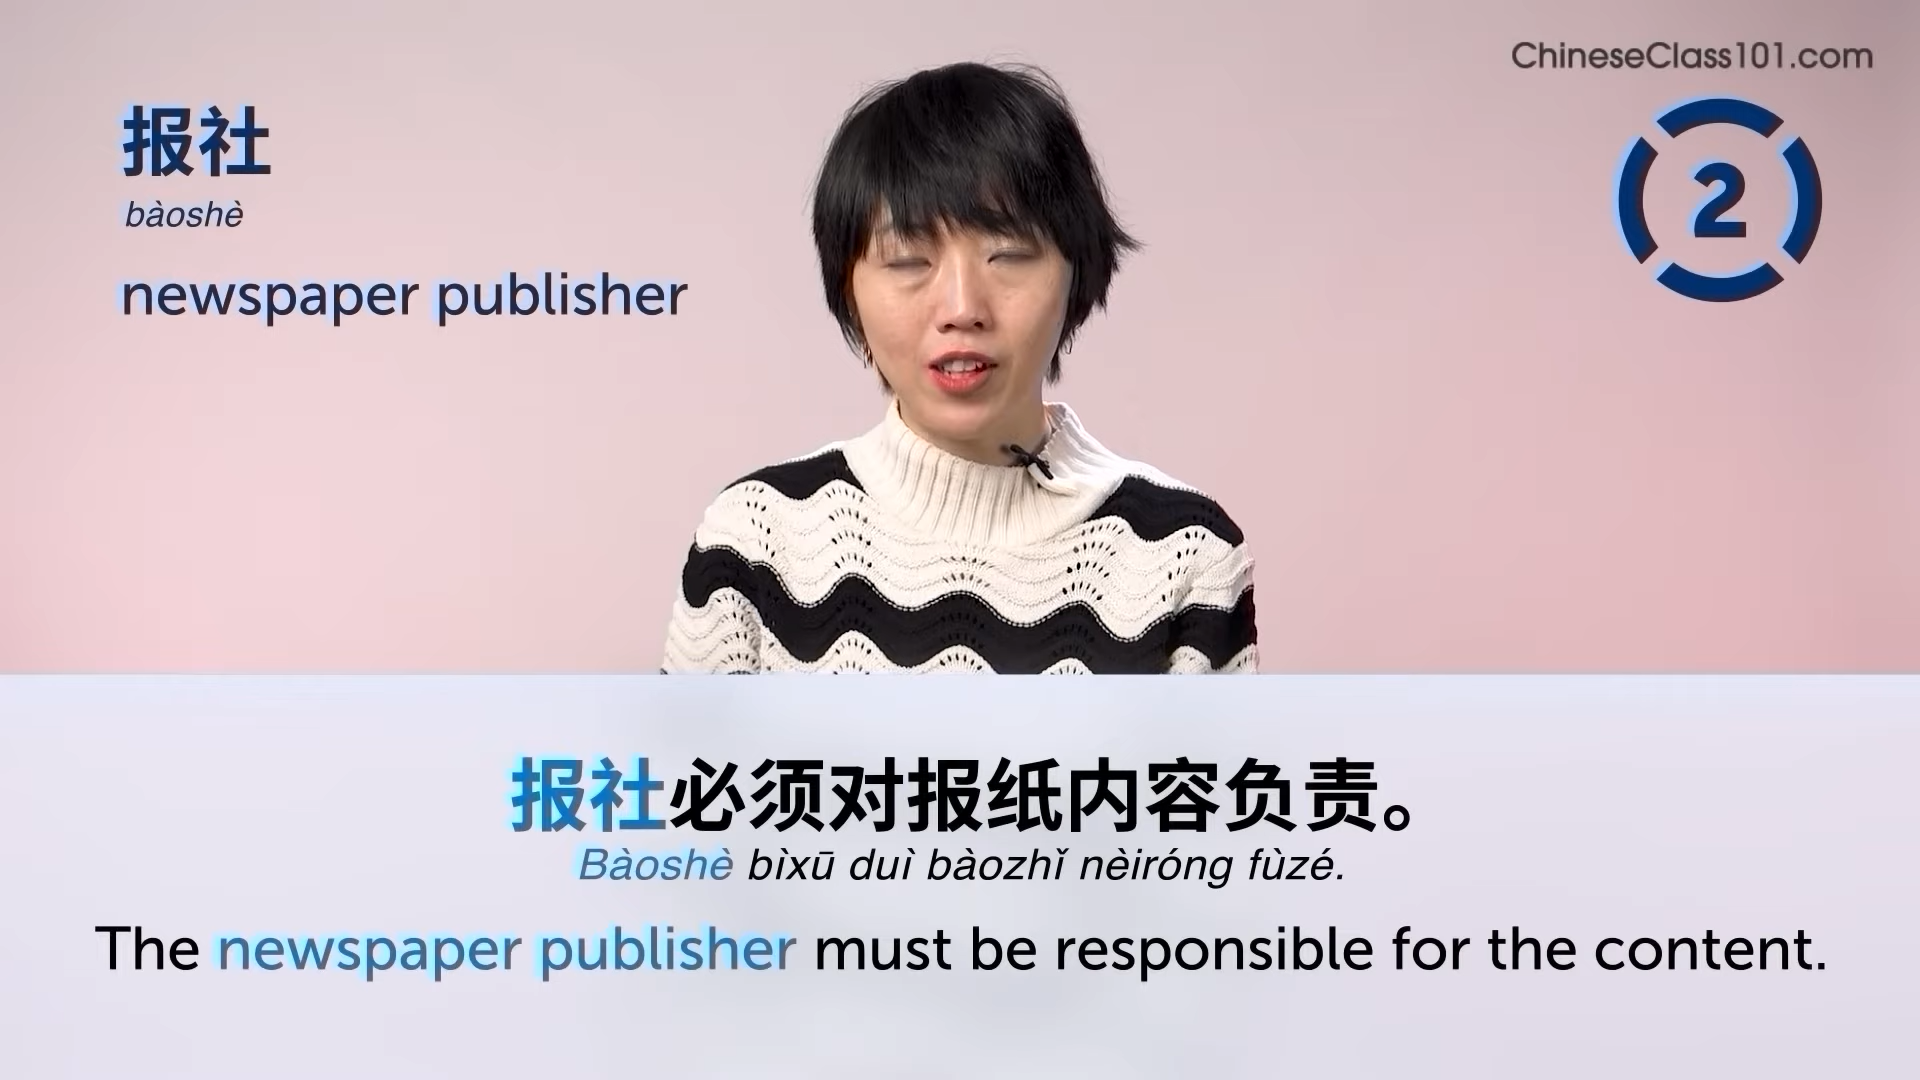 ChineseClass101.com
报社
bàoshè
newspaper publisher
2
报社必须对报纸内容负责。
Bàoshè bìxū duì bàozhǐ nèiróng fùzé.
The newspaper publisher must be responsible for the content.